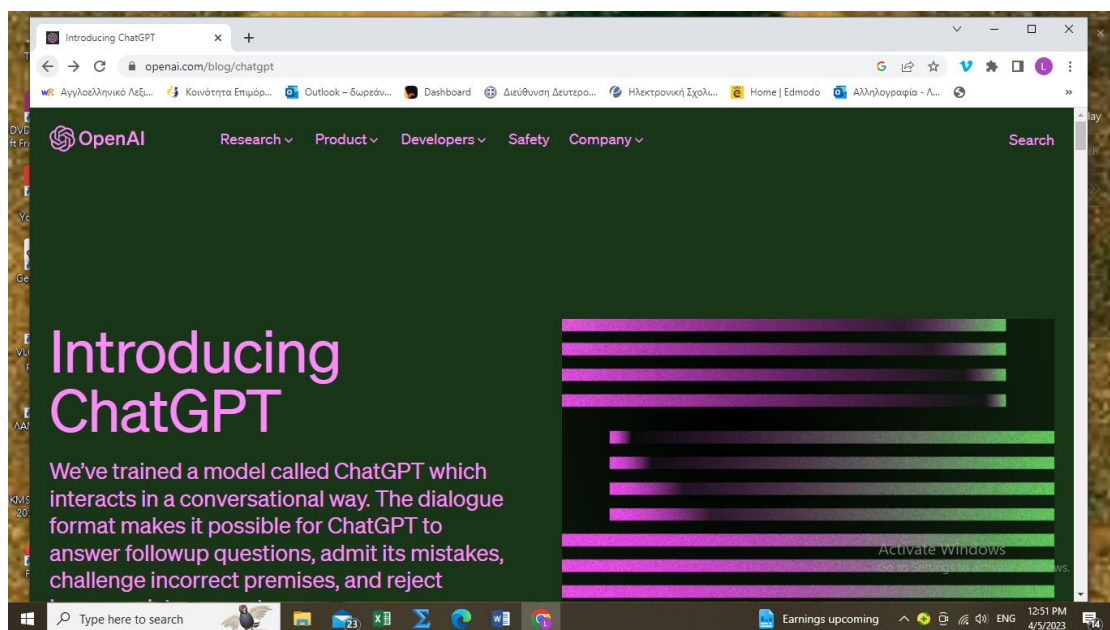 Introducing ChatGPT
openai.com/blog/chatgpt
Αγγλοελληνικό Λεξι... Κοινότητα Επιμόρ... Outlook – δωρεάν... Dashboard Διεύθυνση Δευτερο... Ηλεκτρονική Σχολι... Home | Edmodo Αλληλογραφία - Λ... »
OpenAI Research Product Developers Safety Company Search
Introducing
ChatGPT
We've trained a model called ChatGPT which
interacts in a conversational way. The dialogue
format makes it possible for ChatGPT to
answer followup questions, admit its mistakes,
challenge incorrect premises, and reject
Activate Windows
Go to Settings to activate Windows.
Type here to search 23 Earnings upcoming ENG 12:51 PM
4/5/2023 14